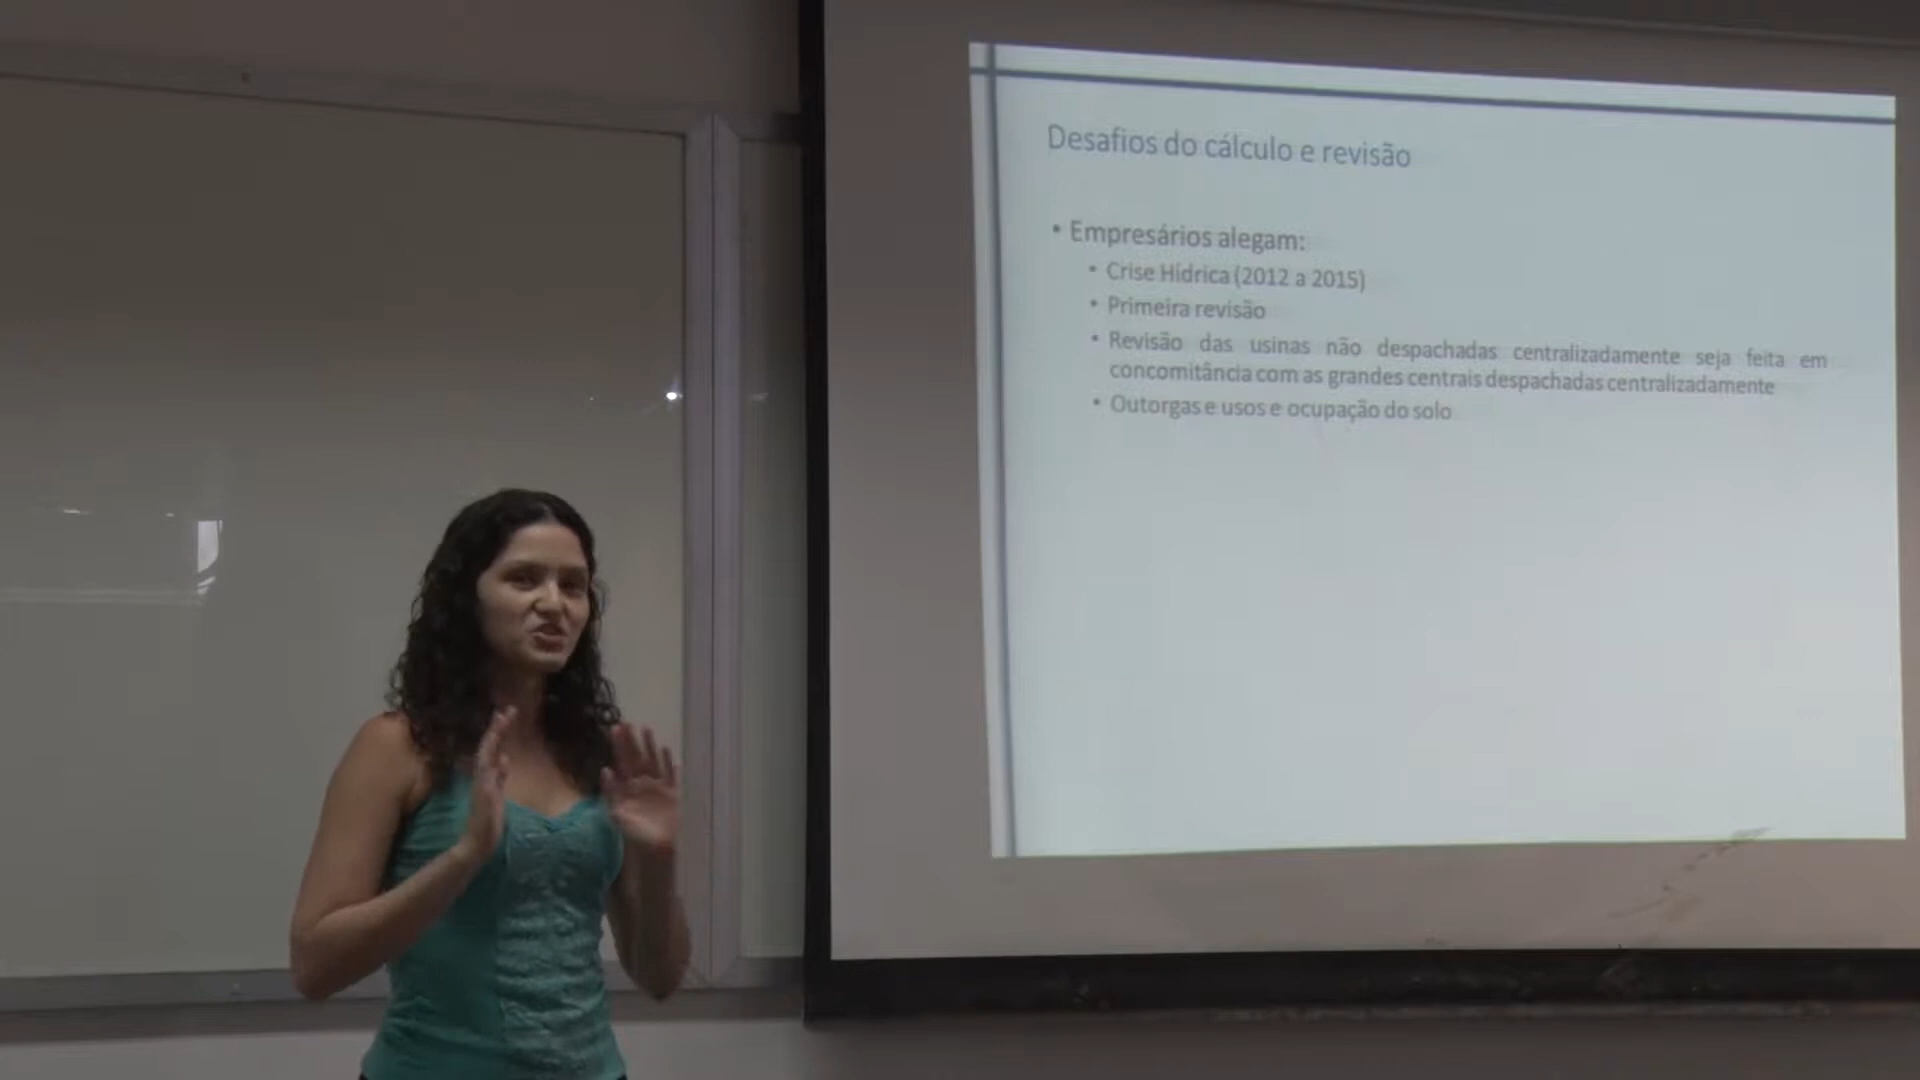 Desafios do cálculo e revisão
• Empresários alegam:
• Crise Hídrica (2012 a 2015)
• Primeira revisão
• Revisão das usinas não despachadas centralizadamente seja feita em
concomitância com as grandes centrais despachadas centralizadamente
• Outorgas e usos e ocupação do solo